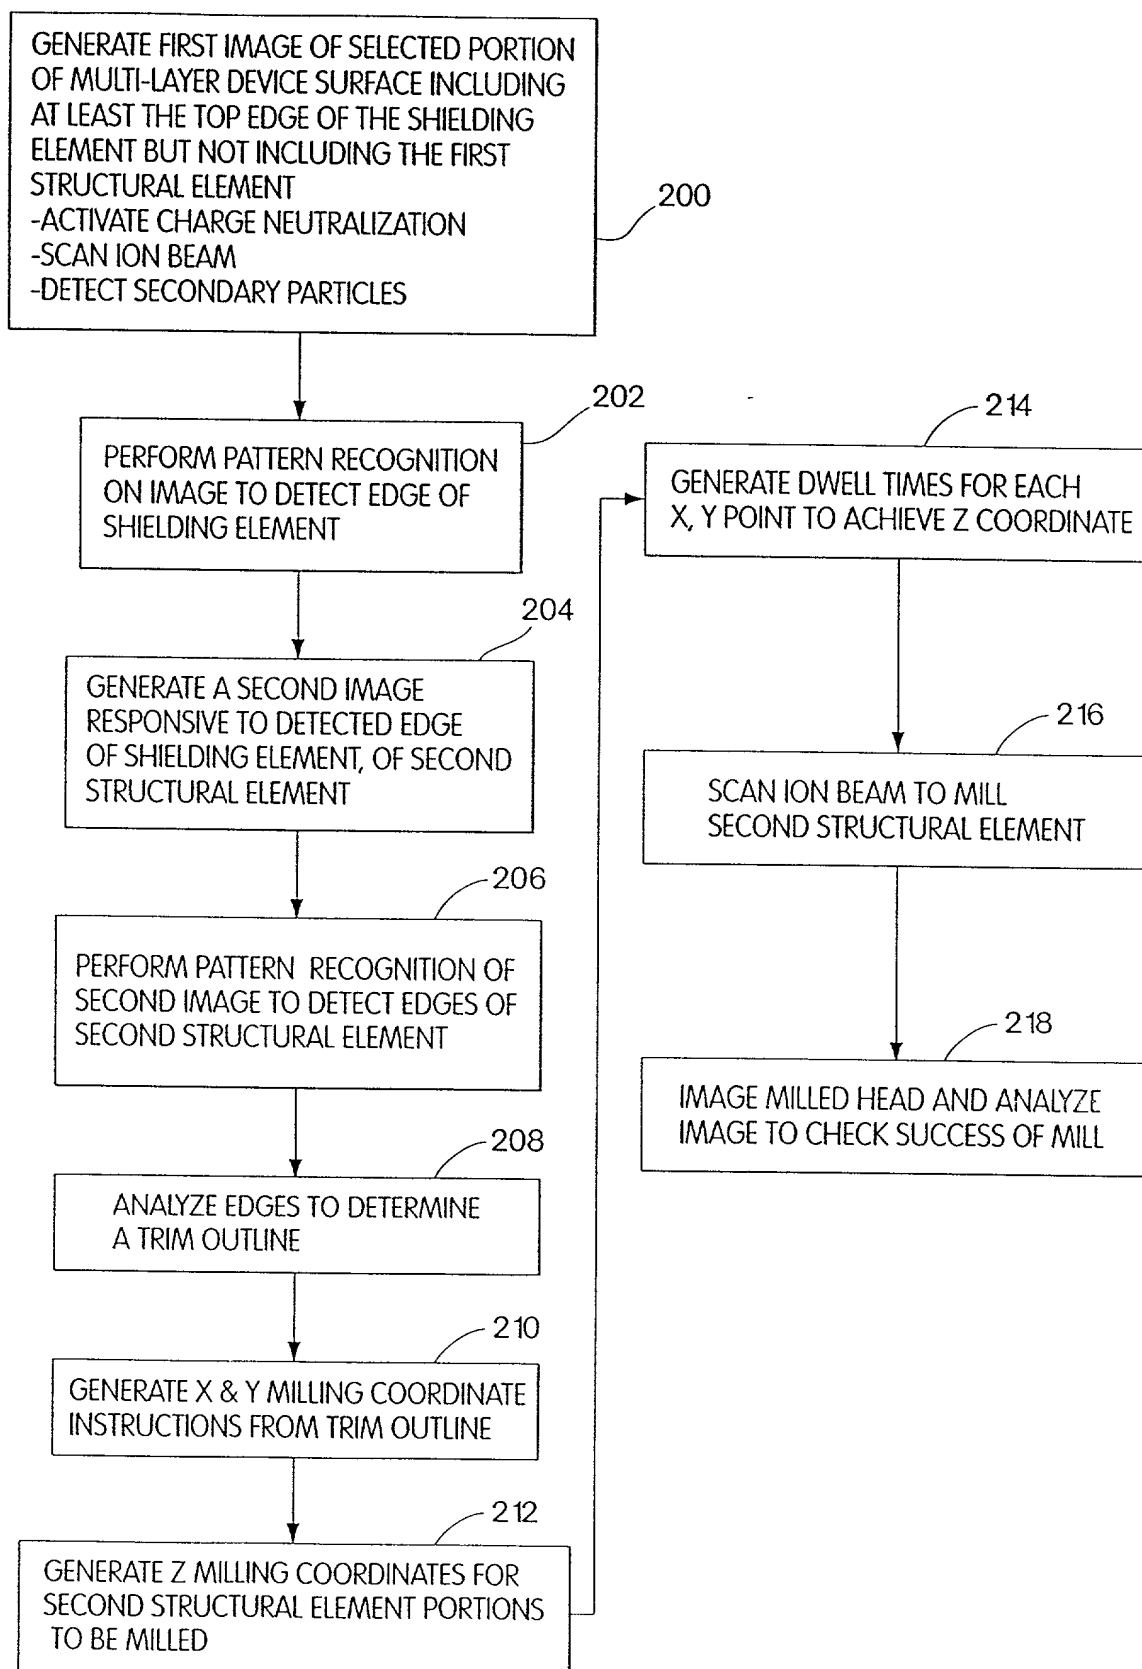 GENERATE FIRST IMAGE OF SELECTED PORTION
OF MULTI-LAYER DEVICE SURFACE INCLUDING
AT LEAST THE TOP EDGE OF THE SHIELDING
ELEMENT BUT NOT INCLUDING THE FIRST
STRUCTURAL ELEMENT
-ACTIVATE CHARGE NEUTRALIZATION
-SCAN ION BEAM
-DETECT SECONDARY PARTICLES
200
202
PERFORM PATTERN RECOGNITION
ON IMAGE TO DETECT EDGE OF
SHIELDING ELEMENT
204
GENERATE A SECOND IMAGE
RESPONSIVE TO DETECTED EDGE
OF SHIELDING ELEMENT, OF SECOND
STRUCTURAL ELEMENT
206
PERFORM PATTERN RECOGNITION OF
SECOND IMAGE TO DETECT EDGES OF
SECOND STRUCTURAL ELEMENT
208
ANALYZE EDGES TO DETERMINE
A TRIM OUTLINE
210
GENERATE X & Y MILLING COORDINATE
INSTRUCTIONS FROM TRIM OUTLINE
212
GENERATE Z MILLING COORDINATES FOR
SECOND STRUCTURAL ELEMENT PORTIONS
TO BE MILLED
214
GENERATE DWELL TIMES FOR EACH
X, Y POINT TO ACHIEVE Z COORDINATE
216
SCAN ION BEAM TO MILL
SECOND STRUCTURAL ELEMENT
218
IMAGE MILLED HEAD AND ANALYZE
IMAGE TO CHECK SUCCESS OF MILL